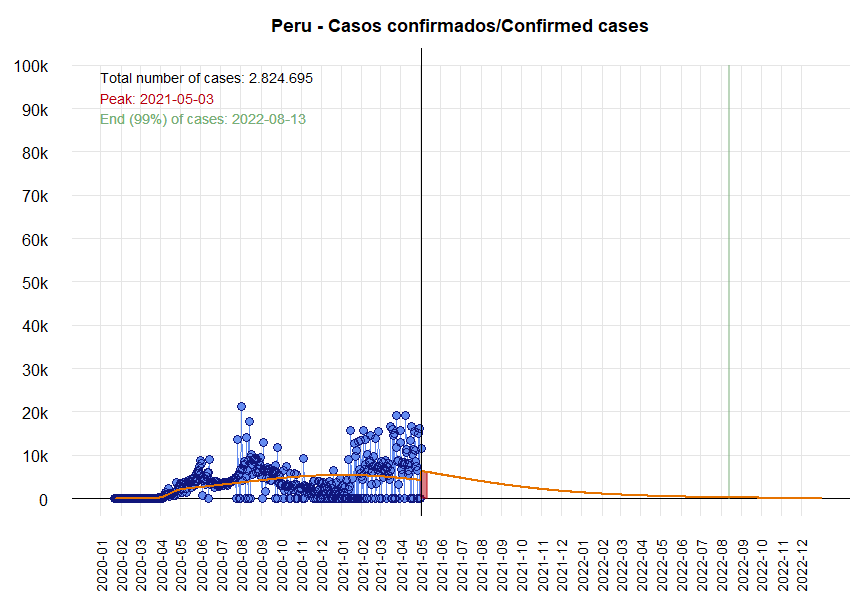 Peru - Casos confirmados/Confirmed cases
100k
90k
80k
70k
60k
50k
40k
30k
20k
10k
0
Total number of cases: 2.824.695
Peak: 2021-05-03
End (99%) of cases: 2022-08-13
2020-01
2020-02
2020-03
2020-04
2020-05
2020-06
2020-07
2020-08
2020-09
2020-10
2020-11
2020-12
2021-01
2021-02
2021-03
2021-04
2021-05
2021-06
2021-07
2021-08
2021-09
2021-10
2021-11
2021-12
2022-01
2022-02
2022-03
2022-04
2022-05
2022-06
2022-07
2022-08
2022-09
2022-10
2022-11
2022-12